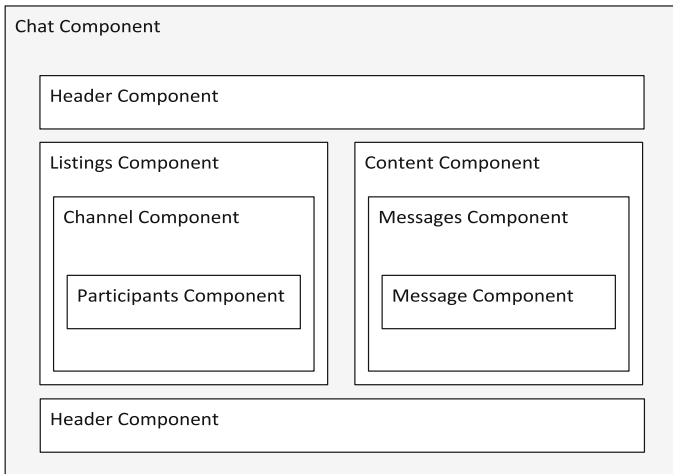 Chat Component
Header Component
Listings Component
Content Component
Channel Component
Messages Component
Participants Component
Message Component
Header Component